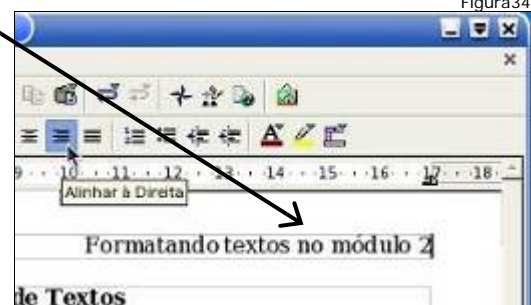 Figura34
9 · · 10 · · 11 · · 12 · · 13 · · 14 · · 15 · · 16 · · 17 · · 18 ·
Alinhar à Direita
Formatando textos no módulo 2
de Textos